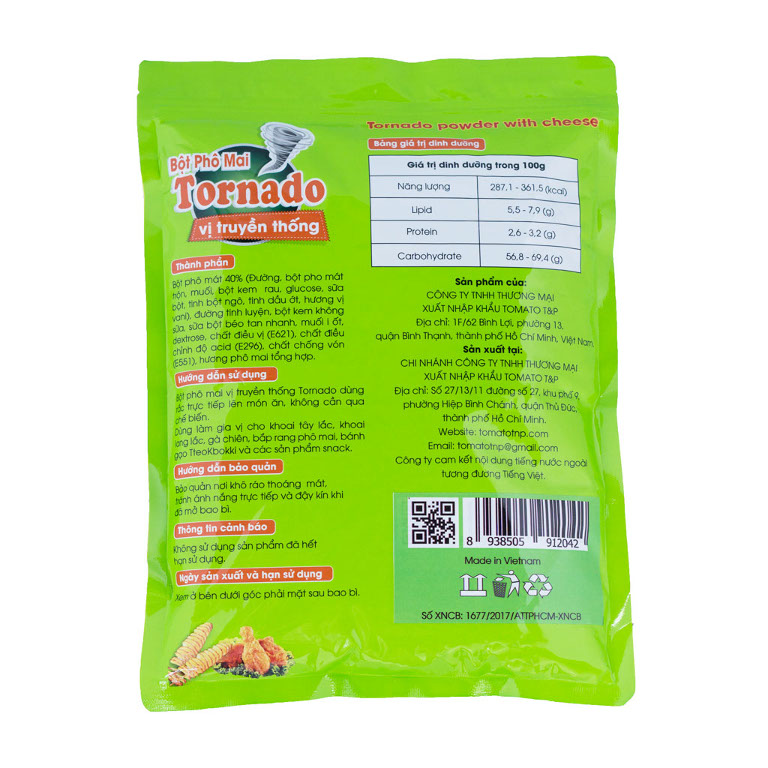 Bột Phô Mai
Tornado
vị truyền thống
Thành phần
Bột phô mát 40% (Đường, bột pho mát
trộn, muối, bột kem rau, glucose, sữa
bột, tinh bột ngô, tinh dầu ớt, hương vị
vani), đường tinh luyện, bột kem không
sữa, sữa bột béo tan nhanh, muối i ốt,
dextrose, chất điều vị (E621), chất điều
chỉnh độ acid (E296), chất chống vón
(E551), hương phô mai tổng hợp.
Hướng dẫn sử dụng
Bột phô mai vị truyền thống Tornado dùng
rắc trực tiếp lên món ăn, không cần qua
chế biến.
Dùng làm gia vị cho khoai tây lắc, khoai
lang lắc, gà chiên, bắp rang phô mai, bánh
gạo TteoKbokki và các sản phẩm snack.
Hướng dẫn bảo quản
Bảo quản nơi khô ráo thoáng mát,
tránh ánh nắng trực tiếp và đậy kín khi
đã mở bao bì.
Thông tin cảnh báo
Không sử dụng sản phẩm đã hết
hạn sử dụng.
Ngày sản xuất và hạn sử dụng
Xem ở bên dưới góc phải mặt sau bao bì.
Tornado powder with cheese
Bảng giá trị dinh dưỡng
Giá trị dinh dưỡng trong 100g
Năng lượng 287,1 - 361,5 (kcal)
Lipid 5,5 - 7,9 (g)
Protein 2,6 - 3,2 (g)
Carbohydrate 56,8 - 69,4 (g)
Sản phẩm của:
CÔNG TY TNHH THƯƠNG MẠI
XUẤT NHẬP KHẨU TOMATO T&P
Địa chỉ: 1F/62 Bình Lợi, phường 13,
quận Bình Thạnh, thành phố Hồ Chí Minh, Việt Nam
Sản xuất tại:
CHI NHÁNH CÔNG TY TNHH THƯƠNG MẠI
XUẤT NHẬP KHẨU TOMATO T&P
Địa chỉ: Số 27/13/11 đường số 27, khu phố 9,
phường Hiệp Bình Chánh, quận Thủ Đức,
thành phố Hồ Chí Minh.
Website: tomatotnp.com
Email: tomatotnp@gmail.com
Công ty cam kết nội dung tiếng nước ngoài
tương đương Tiếng Việt.
8 938505 912042
Made in Vietnam
Số XNCB: 1677/2017/ATTPHCM-XNCB